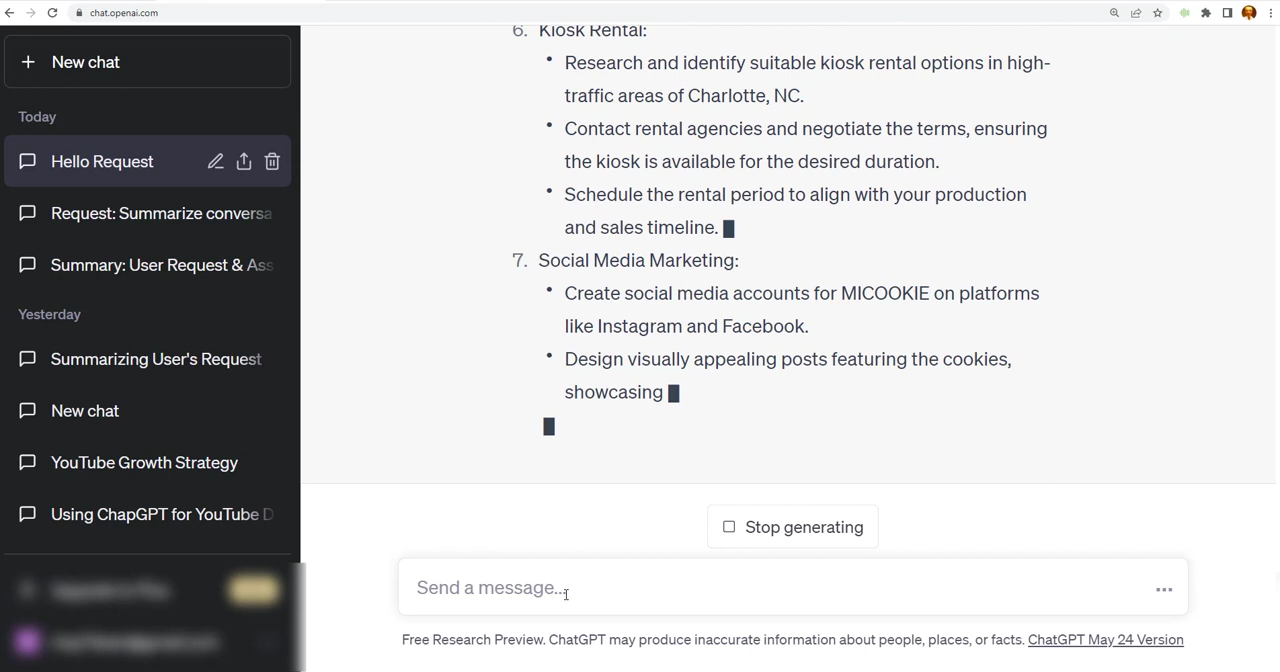 chat.openai.com
New chat
Today
Hello Request
Request: Summarize conversa
Summary: User Request & Ass
Yesterday
Summarizing User's Request
New chat
YouTube Growth Strategy
Using ChapGPT for YouTube D
6. Kiosk Rental:
• Research and identify suitable kiosk rental options in high-
traffic areas of Charlotte, NC.
• Contact rental agencies and negotiate the terms, ensuring
the kiosk is available for the desired duration.
• Schedule the rental period to align with your production
and sales timeline.
7. Social Media Marketing:
• Create social media accounts for MICOOKIE on platforms
like Instagram and Facebook.
• Design visually appealing posts featuring the cookies,
showcasing
Stop generating
Send a message...
Free Research Preview. ChatGPT may produce inaccurate information about people, places, or facts. ChatGPT May 24 Version